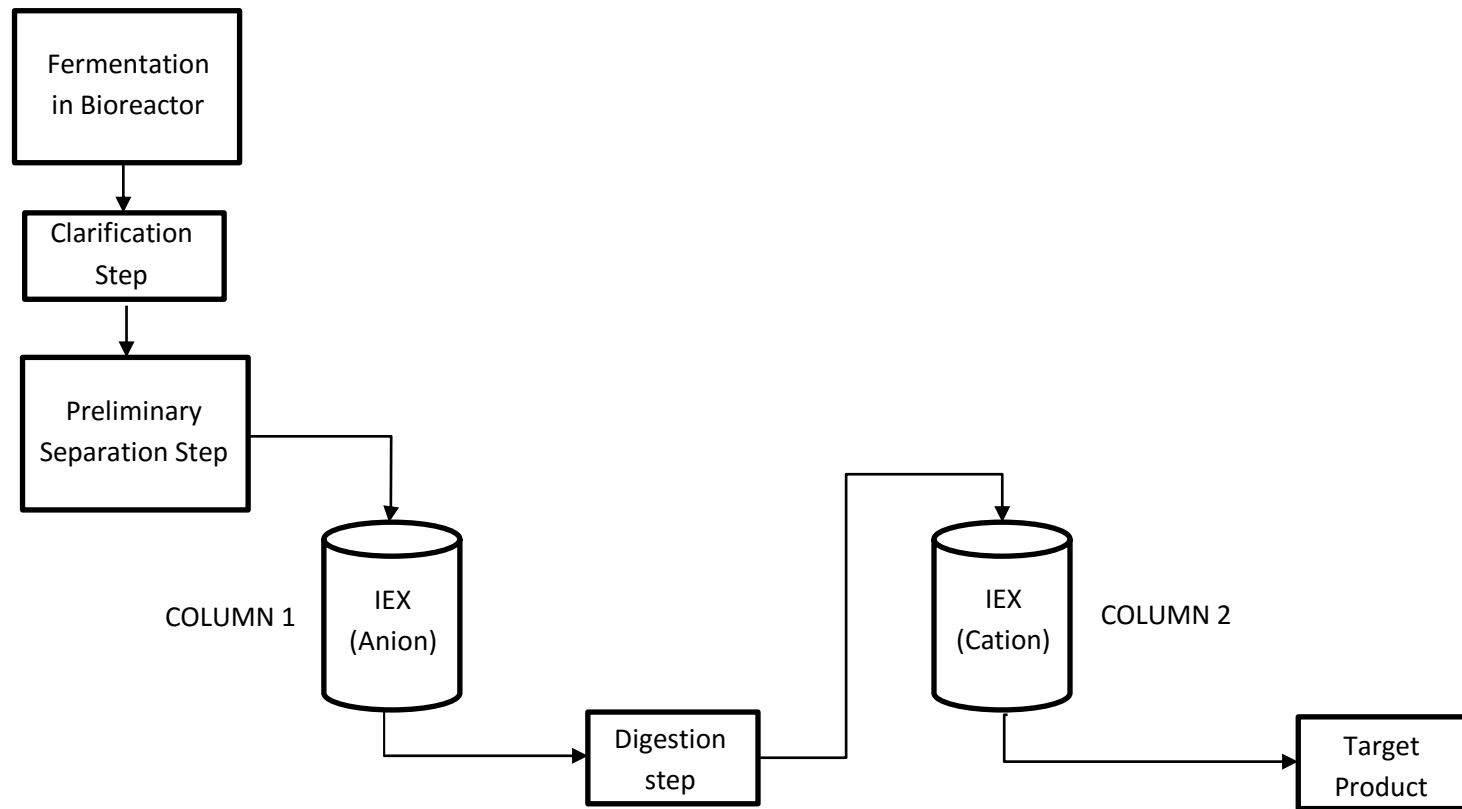 Fermentation
in Bioreactor
Clarification
Step
Preliminary
Separation Step
COLUMN 1
IEX
(Anion)
Digestion
step
IEX
(Cation)
COLUMN 2
Target
Product